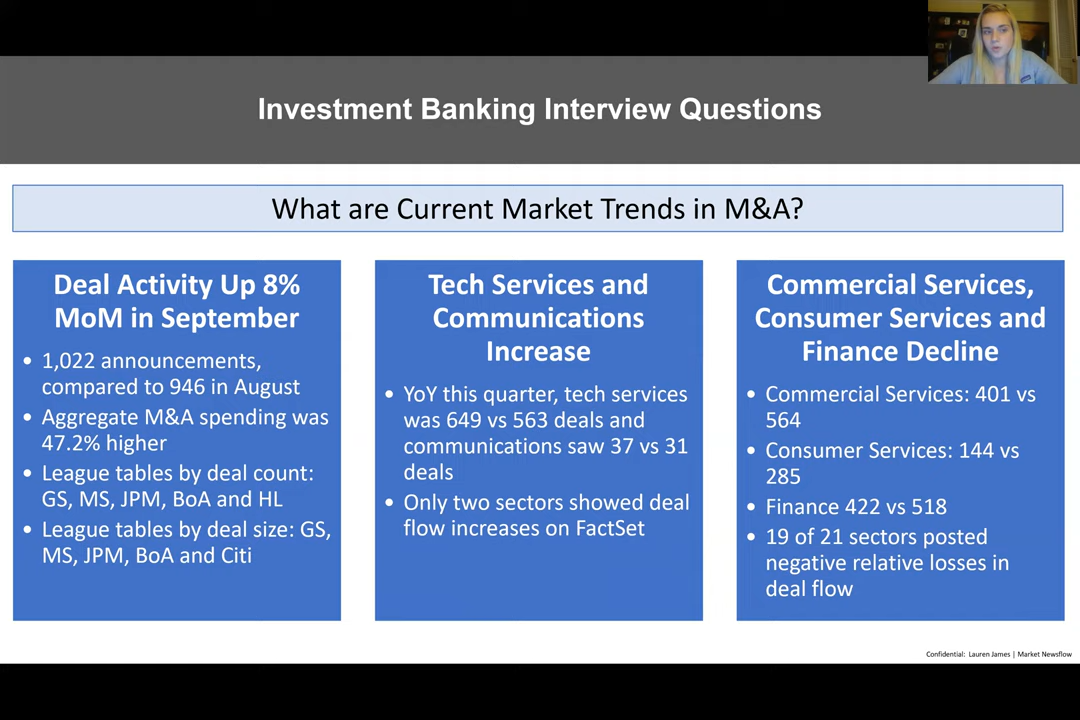 Investment Banking Interview Questions
What are Current Market Trends in M&A?
Deal Activity Up 8%
MoM in September
• 1,022 announcements,
compared to 946 in August
• Aggregate M&A spending was
47.2% higher
• League tables by deal count:
GS, MS, JPM, BoA and HL
• League tables by deal size: GS,
MS, JPM, BoA and Citi
Tech Services and
Communications
Increase
• YoY this quarter, tech services
was 649 vs 563 deals and
communications saw 37 vs 31
deals
• Only two sectors showed deal
flow increases on FactSet
Commercial Services,
Consumer Services and
Finance Decline
• Commercial Services: 401 vs
564
• Consumer Services: 144 vs
285
• Finance 422 vs 518
• 19 of 21 sectors posted
negative relative losses in
deal flow
Confidential: Lauren James | Market Newsflow